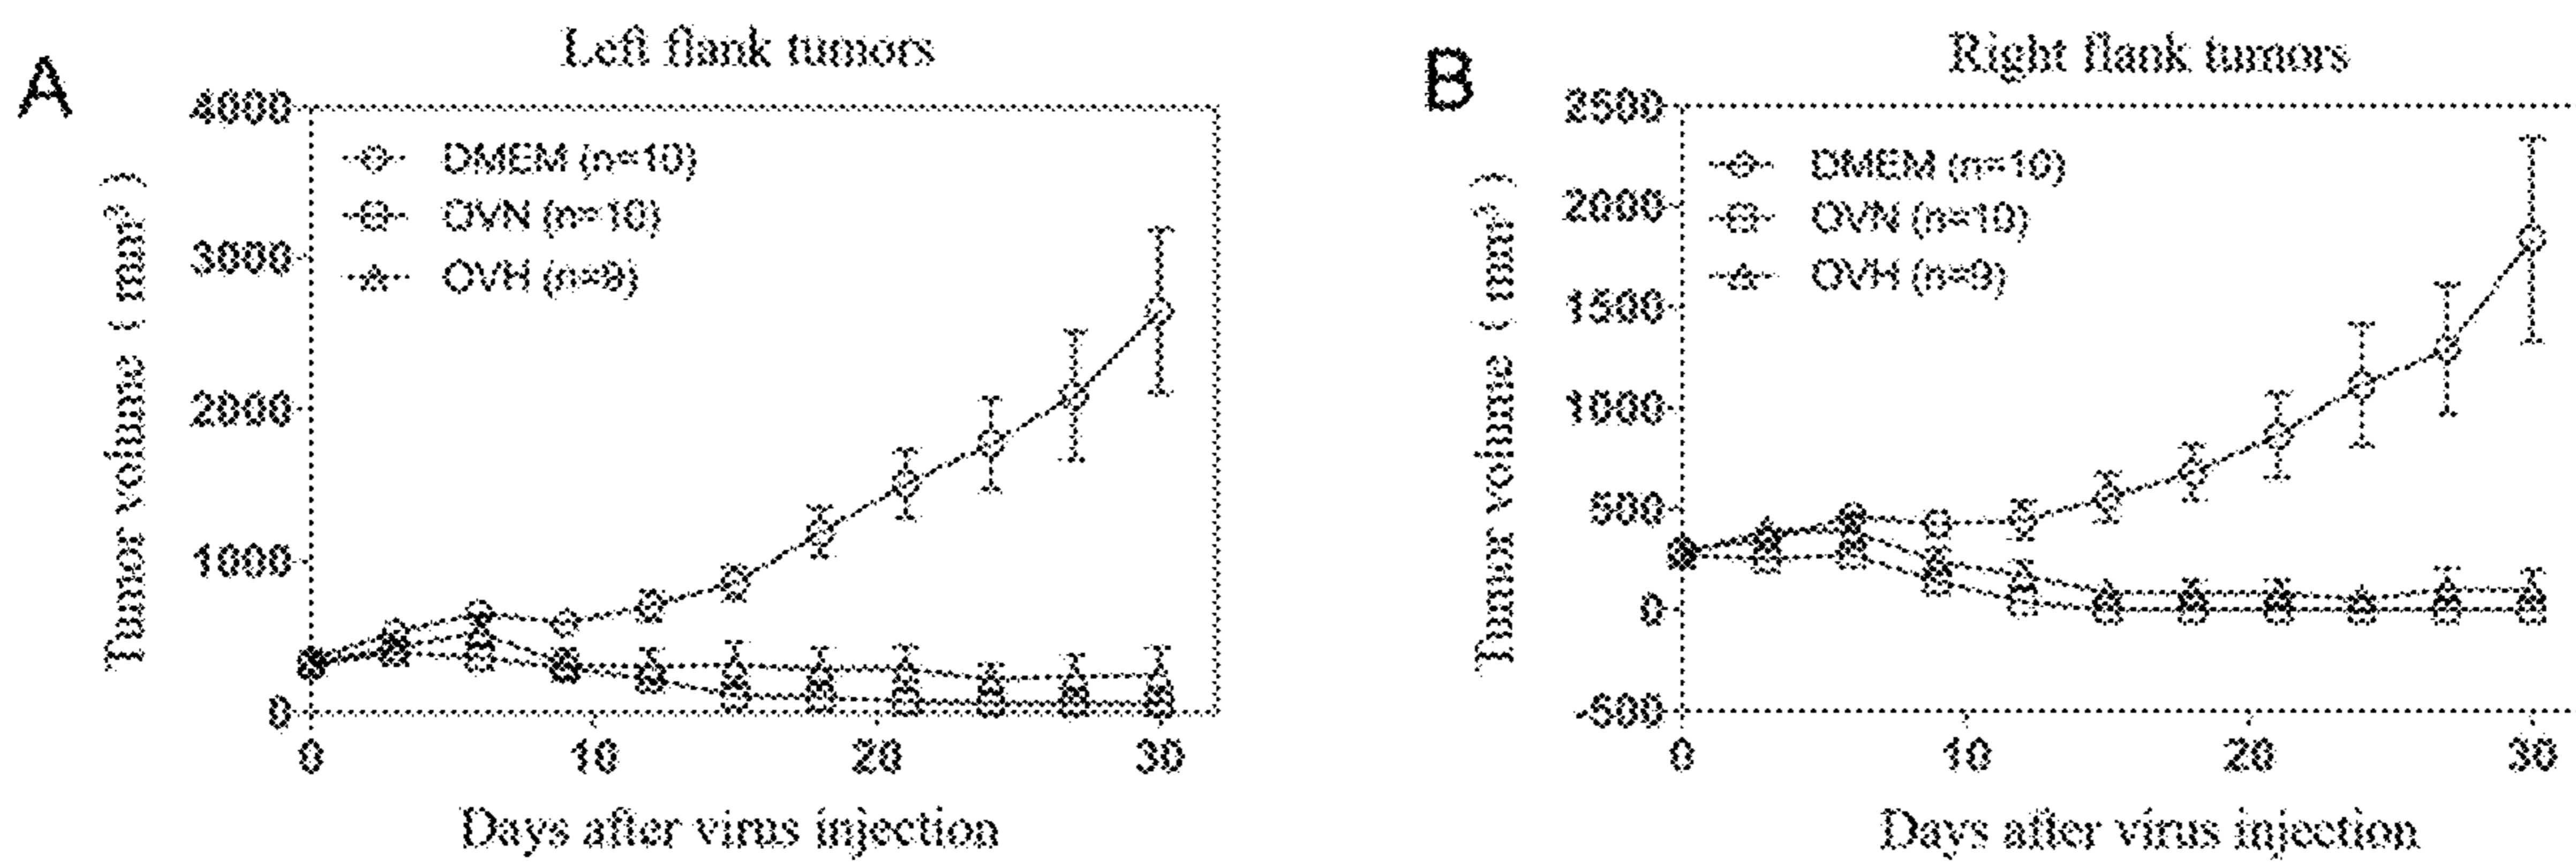 A
Left flank tumors
Tumor volume ( mm³ )
4000
3000
2000
1000
0
DMEM (n=10)
OVN (n=10)
OVH (n=9)
0 10 20 30
Days after virus injection
B
Right flank tumors
Tumor volume ( mm³ )
2500
2000
1500
1000
500
0
-500
DMEM (n=10)
OVN (n=10)
OVH (n=9)
0 10 20 30
Days after virus injection